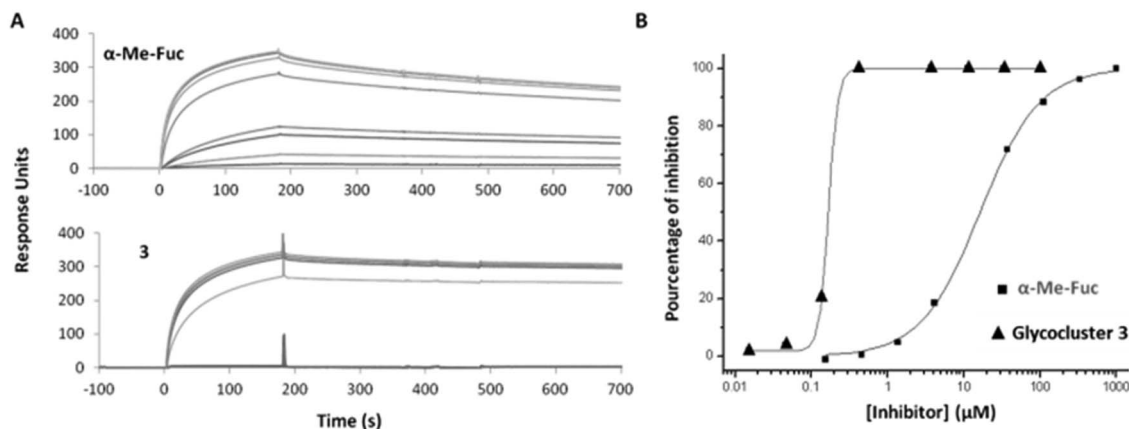 A
α-Me-Fuc
400
300
200
100
0
-100 0 100 200 300 400 500 600 700
Response Units
3
400
300
200
100
0
-100 0 100 200 300 400 500 600 700
Time (s)
B
Pourcentage of inhibition
100
80
60
40
20
0
α-Me-Fuc
Glycocluster 3
0.01 0.1 1 10 100 1000
[Inhibitor] (µM)